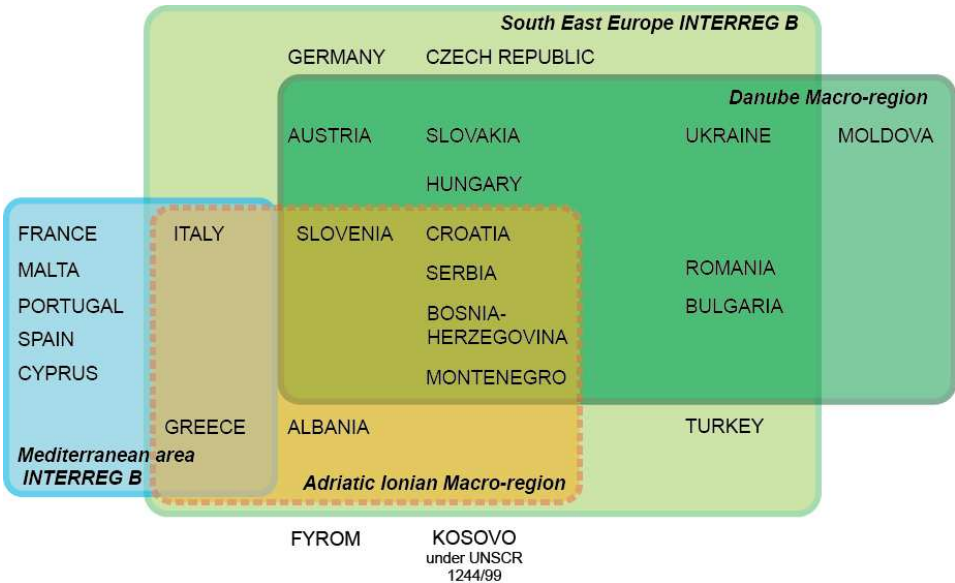 South East Europe INTERREG B
GERMANY CZECH REPUBLIC
Danube Macro-region
AUSTRIA SLOVAKIA UKRAINE MOLDOVA
HUNGARY
FRANCE ITALY SLOVENIA CROATIA
MALTA SERBIA ROMANIA
PORTUGAL BOSNIA- BULGARIA
SPAIN HERZEGOVINA
CYPRUS MONTENEGRO
GREECE ALBANIA TURKEY
Mediterranean area
INTERREG B Adriatic Ionian Macro-region
FYROM KOSOVO
under UNSCR
1244/99